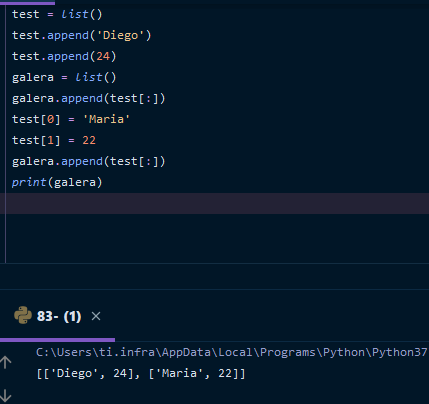 test = list()
test.append('Diego')
test.append(24)
galera = list()
galera.append(test[:])
test[0] = 'Maria'
test[1] = 22
galera.append(test[:])
print(galera)
83- (1) ×
C:\Users\ti.infra\AppData\Local\Programs\Python\Python37
[['Diego', 24], ['Maria', 22]]